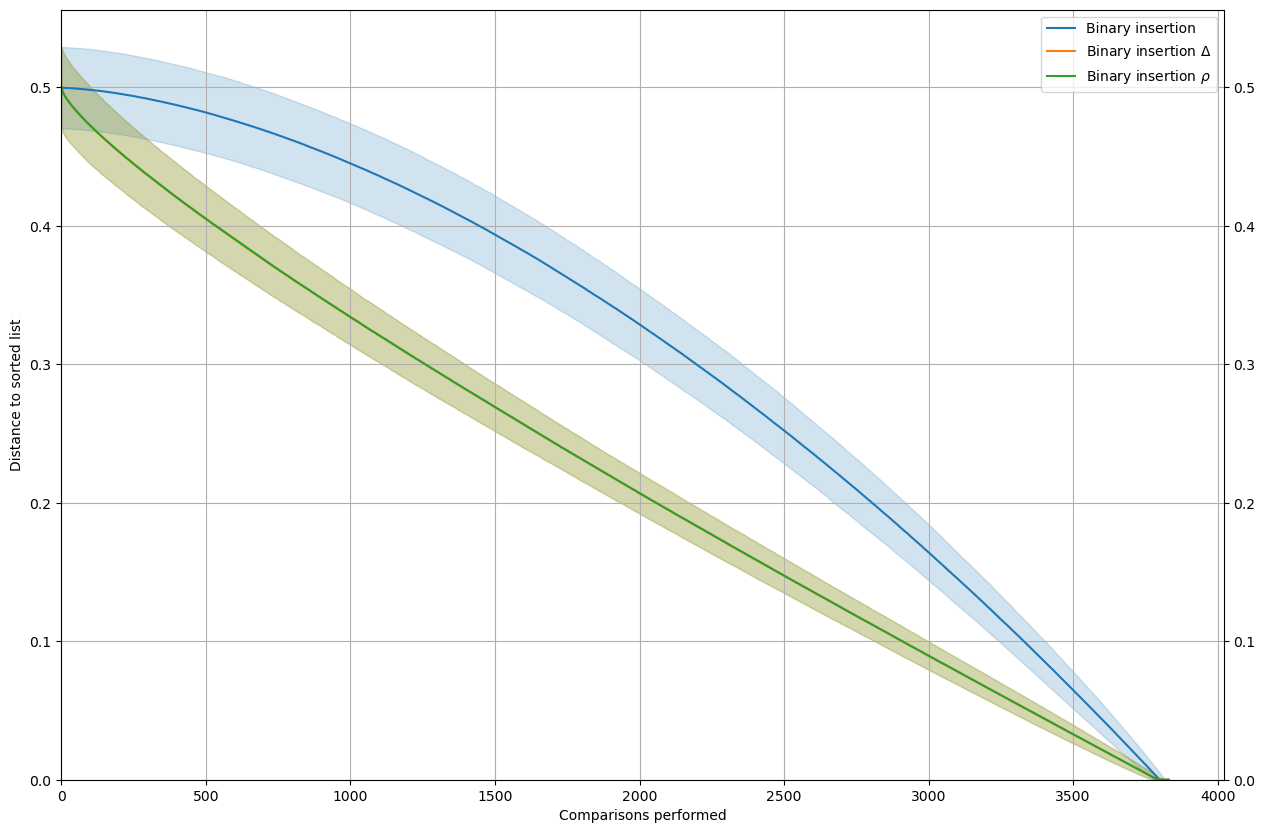 Binary insertion
Binary insertion Δ
Binary insertion ρ
0.5
0.4
0.3
0.2
0.1
0.0
0.5
0.4
0.3
0.2
0.1
0.0
Distance to sorted list
0 500 1000 1500 2000 2500 3000 3500 4000
Comparisons performed